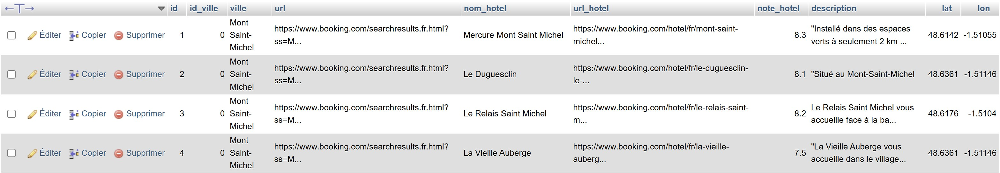 ←T→ id id_ville ville url nom_hotel url_hotel note_hotel description lat lon
Mont
Saint-
Michel
Éditer Copier Supprimer 1 0 https://www.booking.com/searchresults.fr.html?
ss=M...
Mercure Mont Saint Michel
https://www.booking.com/hotel/fr/mont-saint-
michel...
8.3
"Installé dans des espaces
verts à seulement 2 km ...
48.6142 -1.51055
Éditer Copier Supprimer 2 0
Mont
Saint-
Michel
https://www.booking.com/searchresults.fr.html?
ss=M...
Le Duguesclin
https://www.booking.com/hotel/fr/le-duguesclin-
le-...
8.1
"Situé au Mont-Saint-Michel
48.6361 -1.51146
Éditer Copier Supprimer 3 0
Mont
Saint-
Michel
https://www.booking.com/searchresults.fr.html?
ss=M...
Le Relais Saint Michel
https://www.booking.com/hotel/fr/le-relais-saint-
m...
8.2
Le Relais Saint Michel vous
accueille face à la ba...
48.6176 -1.5104
Éditer Copier Supprimer 4 0
Mont
Saint-
Michel
https://www.booking.com/searchresults.fr.html?
ss=M...
La Vieille Auberge
https://www.booking.com/hotel/fr/la-vieille-
auberg...
7.5
"La Vieille Auberge vous
accueille dans le village...
48.6361 -1.51146